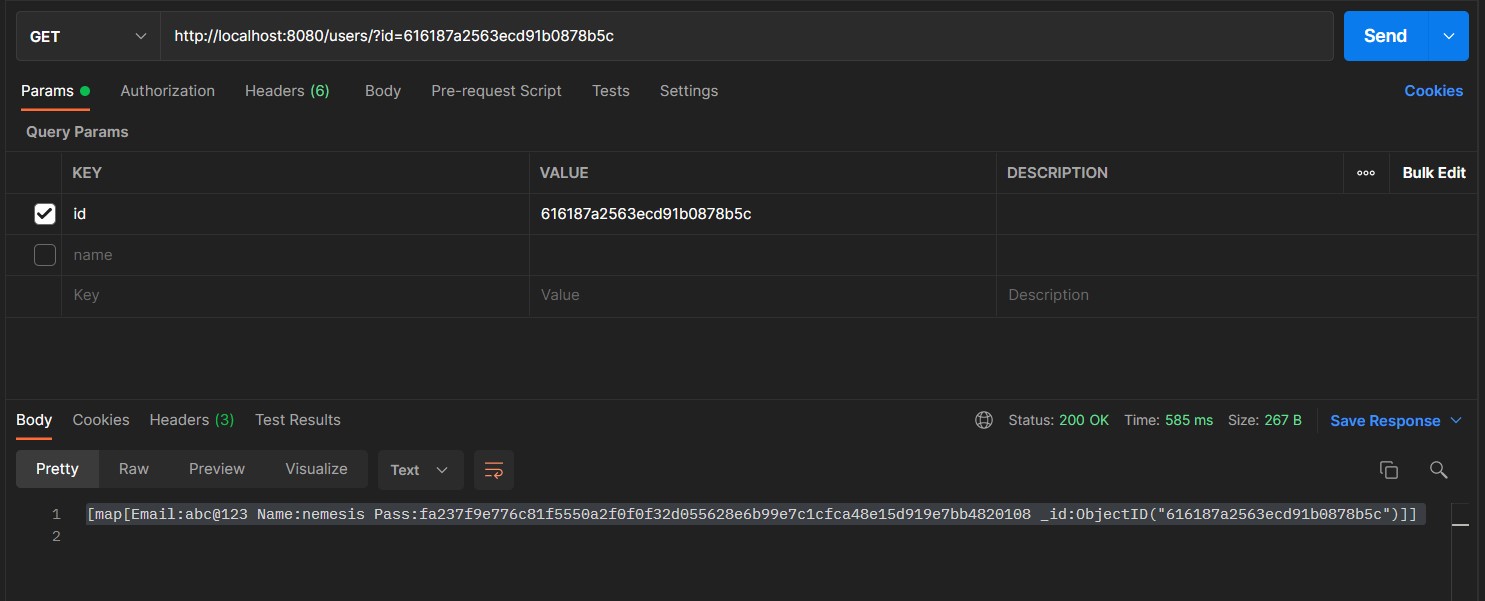 GET http://localhost:8080/users/?id=616187a2563ecd91b0878b5c Send
Params Authorization Headers (6) Body Pre-request Script Tests Settings Cookies
Query Params
KEY VALUE DESCRIPTION Bulk Edit
id 616187a2563ecd91b0878b5c
name
Key Value Description
Body Cookies Headers (3) Test Results Status: 200 OK Time: 585 ms Size: 267 B Save Response
Pretty Raw Preview Visualize Text
1 [map[Email:abc@123 Name:nemesis Pass:fa237f9e776c81f5550a2f0f0f32d055628e6b99e7c1cfca48e15d919e7bb4820108 _id:ObjectID("616187a2563ecd91b0878b5c")]]
2